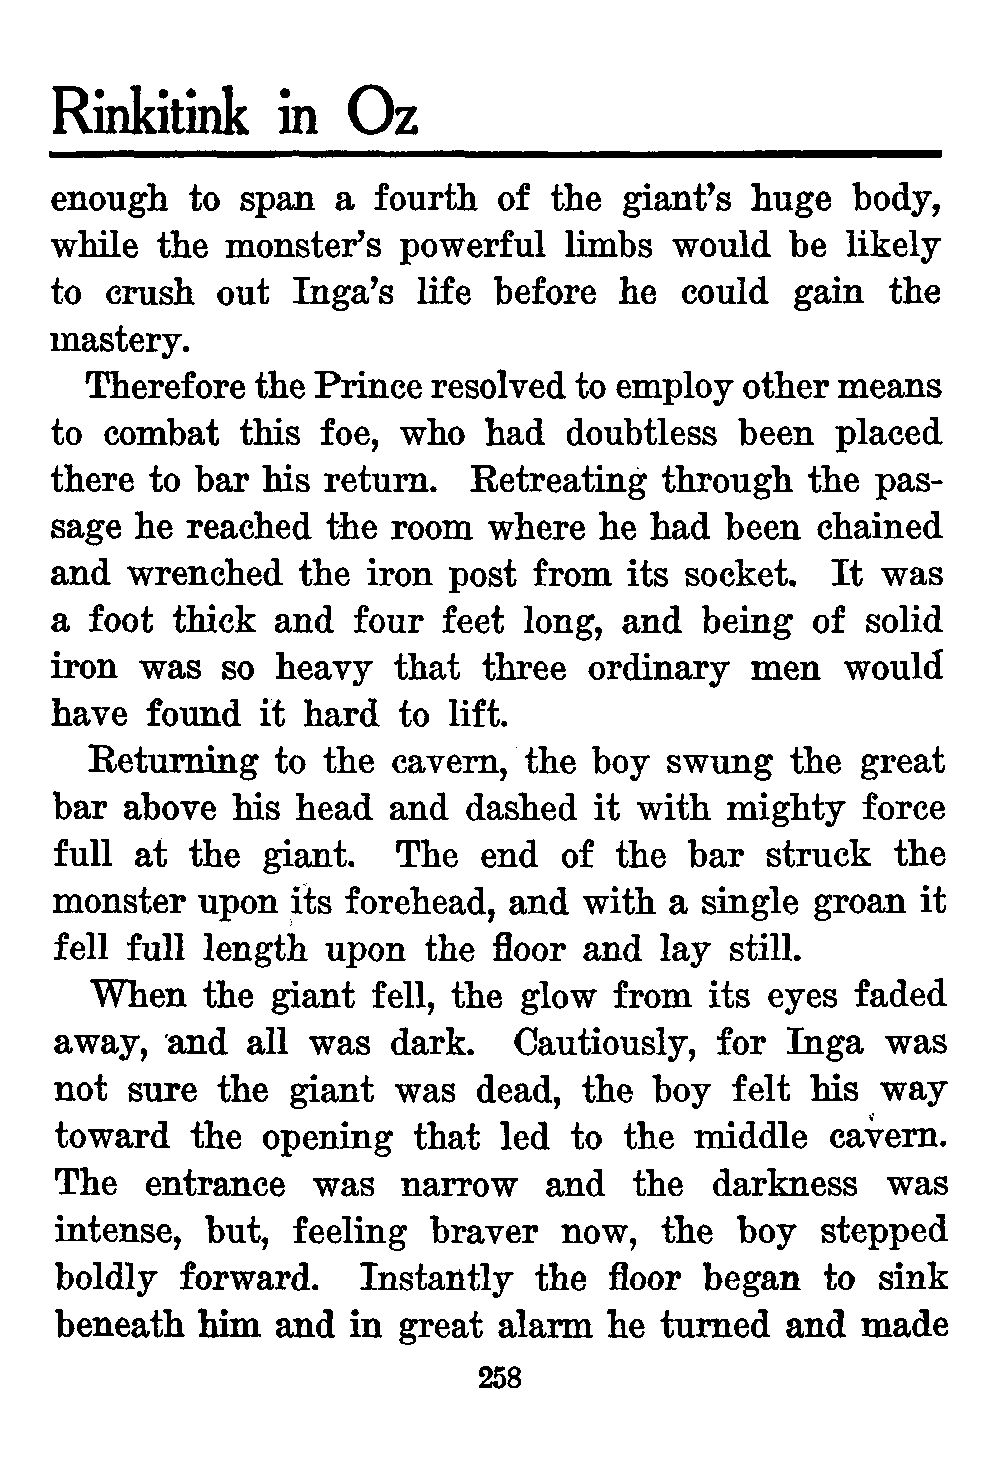 Rinkitink in Oz
enough to span a fourth of the giant's huge body,
while the monster's powerful limbs would be likely
to crush out Inga's life before he could gain the
mastery.
Therefore the Prince resolved to employ other means
to combat this foe, who had doubtless been placed
there to bar his return. Retreating through the pas-
sage he reached the room where he had been chained
and wrenched the iron post from its socket. It was
a foot thick and four feet long, and being of solid
iron was so heavy that three ordinary men would
have found it hard to lift.
Returning to the cavern, the boy swung the great
bar above his head and dashed it with mighty force
full at the giant. The end of the bar struck the
monster upon its forehead, and with a single groan it
fell full length upon the floor and lay still.
When the giant fell, the glow from its eyes faded
away, and all was dark. Cautiously, for Inga was
not sure the giant was dead, the boy felt his way
toward the opening that led to the middle cavern.
The entrance was narrow and the darkness was
intense, but, feeling braver now, the boy stepped
boldly forward. Instantly the floor began to sink
beneath him and in great alarm he turned and made
258